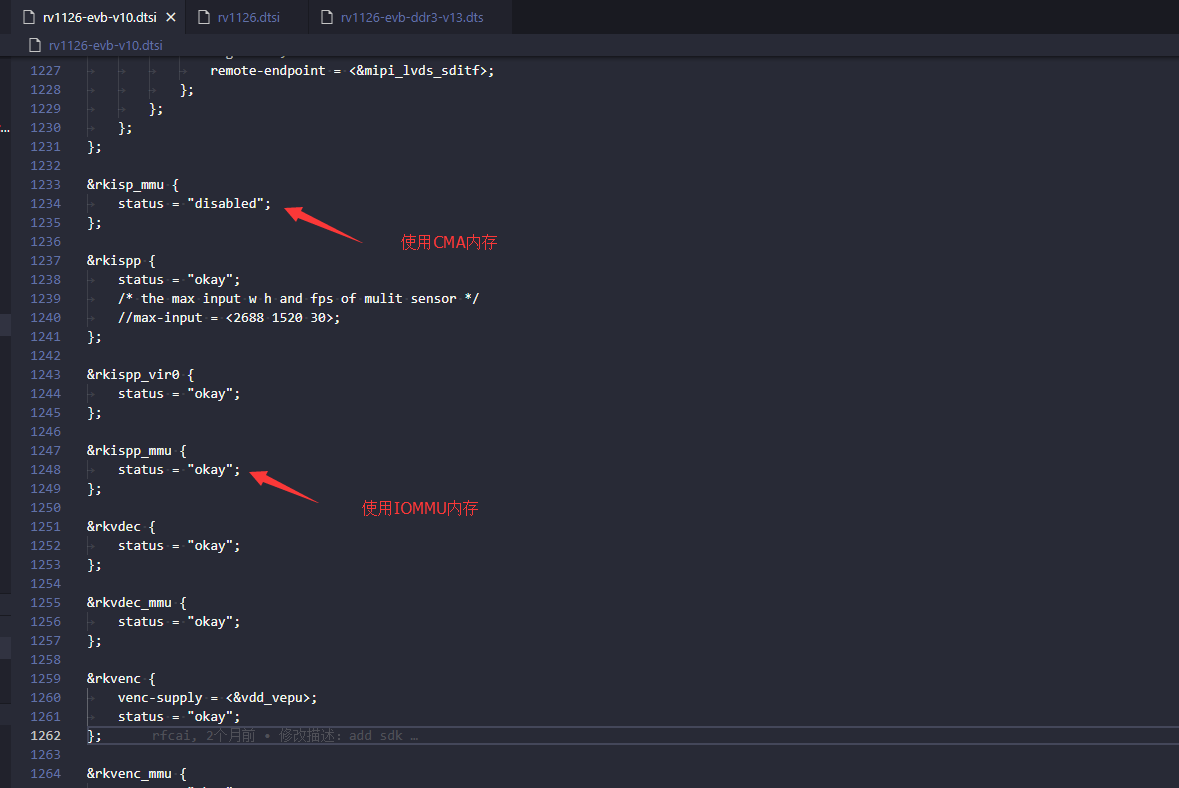 rv1126-evb-v10.dtsi ✕ rv1126.dtsi rv1126-evb-ddr3-v13.dts
rv1126-evb-v10.dtsi
1227 remote-endpoint = <&mipi_lvds_sditf>;
1228 };
1229 };
1230 };
1231 };
1232
1233 &rkisp_mmu {
1234 status = "disabled";
1235 };
1236 使用CMA内存
1237 &rkispp {
1238 status = "okay";
1239 /* the max input w h and fps of mulit sensor */
1240 //max-input = <2688 1520 30>;
1241 };
1242
1243 &rkispp_vir0 {
1244 status = "okay";
1245 };
1246
1247 &rkispp_mmu {
1248 status = "okay";
1249 };
1250 使用IOMMU内存
1251 &rkvdec {
1252 status = "okay";
1253 };
1254
1255 &rkvdec_mmu {
1256 status = "okay";
1257 };
1258
1259 &rkvenc {
1260 venc-supply = <&vdd_vepu>;
1261 status = "okay";
1262 }; rfcai, 2个月前 • 修改描述: add sdk …
1263
1264 &rkvenc_mmu {